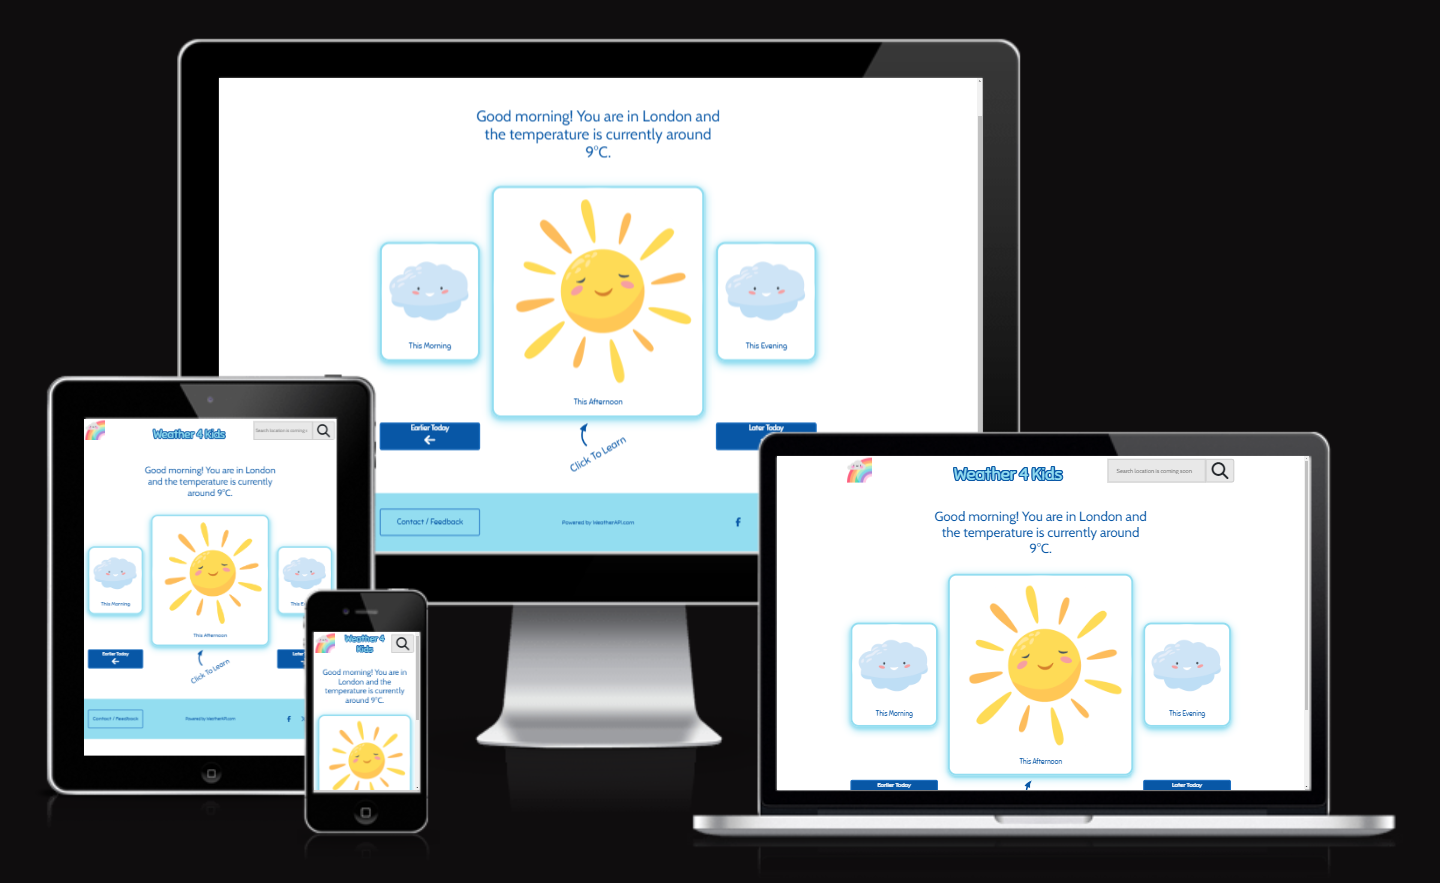 Good morning! You are in London and
the temperature is currently around
9°C.
This Morning
This Afternoon
This Evening
Earlier Today
Later Today
Click To Learn
Contact / Feedback
Powered by WeatherAPI.com
Weather 4 Kids
Search location is coming s
Good morning! You are in London
and the temperature is currently
around 9°C.
This Morning
This Afternoon
This E
Earlier Today
Later
Click To Learn
Contact / Feedback
Powered by WeatherAPI.com
Weather 4
Kids
Good morning! You are in
London and the
temperature is currently
around 9°C.
Weather 4 Kids
Search location is coming soon
Good morning! You are in London and
the temperature is currently around
9°C.
This Morning
This Afternoon
This Evening
Earlier Today
Later Today